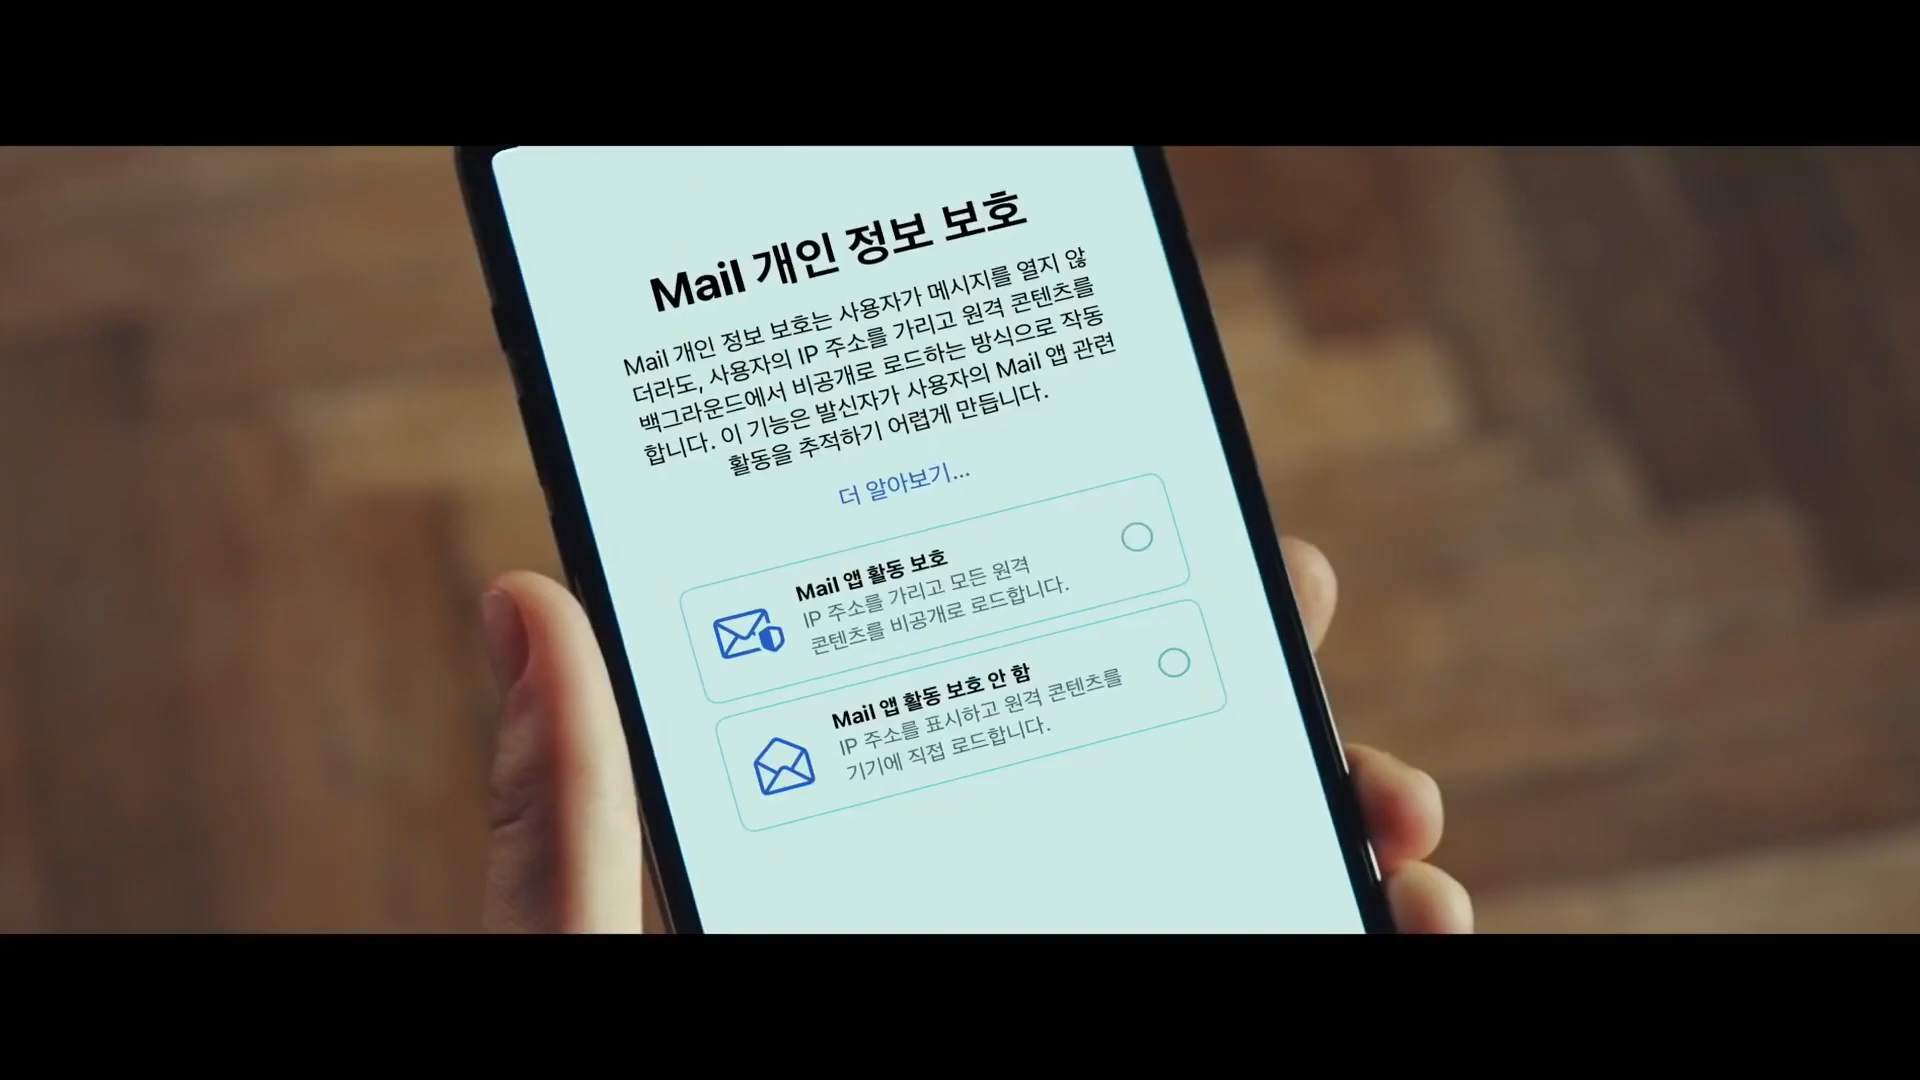 Mail 개인 정보 보호
Mail 개인 정보 보호는 사용자가 메시지를 열지 않
더라도, 사용자의 IP 주소를 가리고 원격 콘텐츠를
백그라운드에서 비공개로 로드하는 방식으로 작동
합니다. 이 기능은 발신자가 사용자의 Mail 앱 관련
활동을 추적하기 어렵게 만듭니다.
더 알아보기...
Mail 앱 활동 보호
IP 주소를 가리고 모든 원격
콘텐츠를 비공개로 로드합니다.
Mail 앱 활동 보호 안 함
IP 주소를 표시하고 원격 콘텐츠를
기기에 직접 로드합니다.